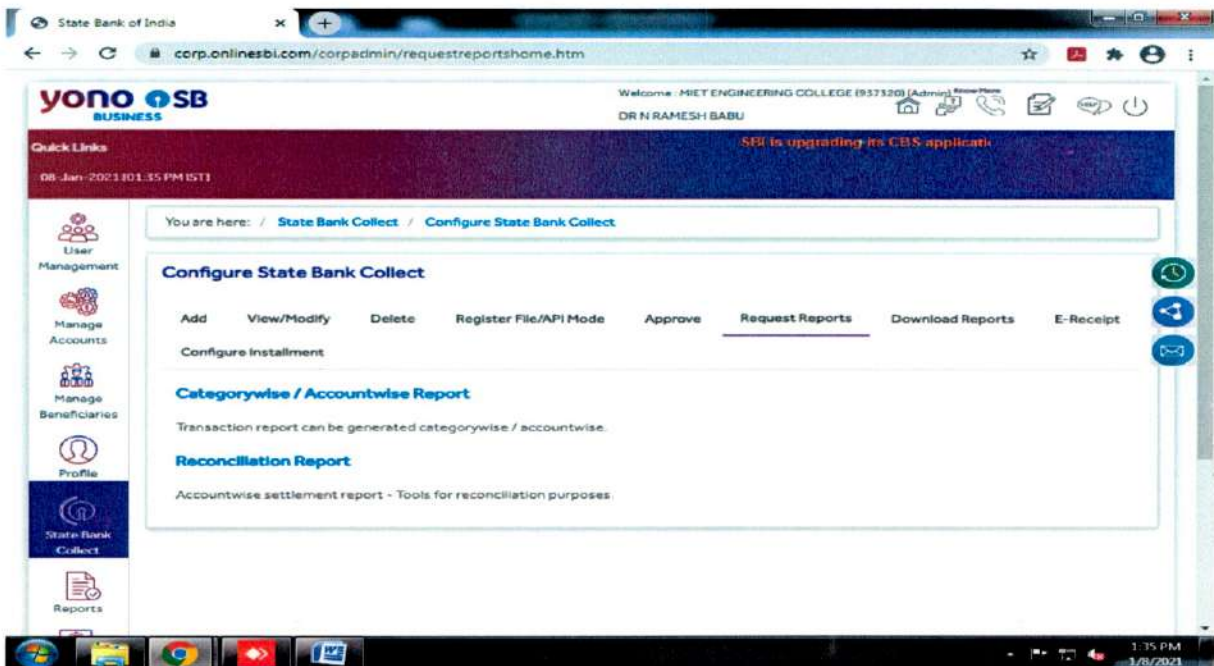 State Bank of India
corp.onlinesbi.com/corpadmin/requestreportshome.htm
yono SB
BUSINESS
Welcome : MIET ENGINEERING COLLEGE (937320) (Admin) Know More
DR N RAMESH BABU
Quick Links
SBI is upgrading its CBS applicati
08-Jan-2021 [01:35 PM IST]
You are here: / State Bank Collect / Configure State Bank Collect
User
Management
Manage
Accounts
Manage
Beneficiaries
Profile
State Bank
Collect
Reports
Configure State Bank Collect
Add View/Modify Delete Register File/API Mode Approve Request Reports Download Reports E-Receipt
Configure Installment
Categorywise / Accountwise Report
Transaction report can be generated categorywise / accountwise.
Reconciliation Report
Accountwise settlement report - Tools for reconciliation purposes.
1:35 PM
1/8/2021